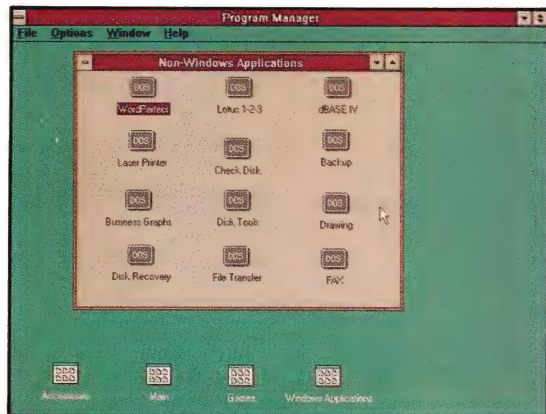 Program Manager
File Options Window Help
Non-Windows Applications
DOS DOS DOS
WordPerfect Lotus 1-2-3 dBASE IV
DOS DOS DOS
Laser Printer Check Disk Backup
DOS DOS DOS
Business Graphs Disk Tools Drawing
DOS DOS DOS
Disk Recovery File Transfer FAX
Accessories Main Games Windows Applications